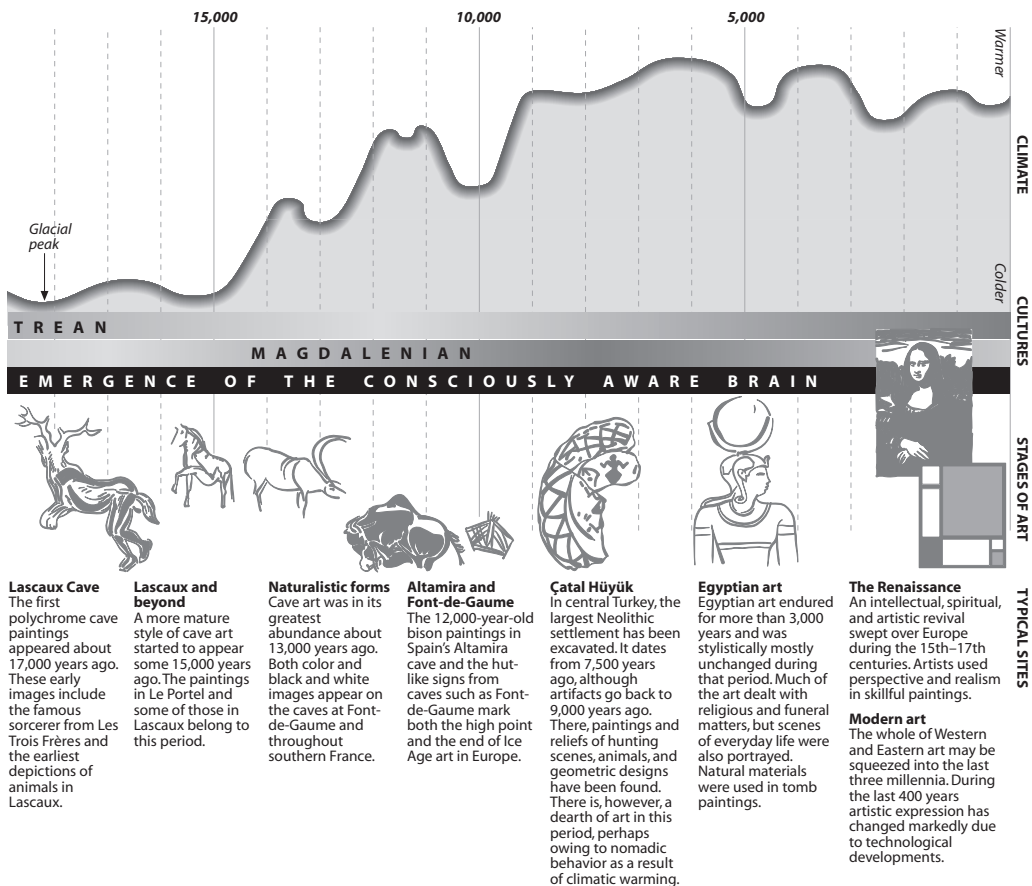 15,000
10,000
5,000
Warmer
CLIMATE
Glacial
peak
Colder
CULTURES
TREAN
MAGDALENIAN
EMERGENCE OF THE CONSCIOUSLY AWARE BRAIN
STAGES OF ART
TYPICAL SITES
Lascaux Cave
The first
polychrome cave
paintings
appeared about
17,000 years ago.
These early
images include
the famous
sorcerer from Les
Trois Frères and
the earliest
depictions of
animals in
Lascaux.
Lascaux and
beyond
A more mature
style of cave art
started to appear
some 15,000 years
ago. The paintings
in Le Portel and
some of those in
Lascaux belong to
this period.
Naturalistic forms
Cave art was in its
greatest
abundance about
13,000 years ago.
Both color and
black and white
images appear on
the caves at Font-
de-Gaume and
throughout
southern France.
Altamira and
Font-de-Gaume
The 12,000-year-old
bison paintings in
Spain's Altamira
cave and the hut-
like signs from
caves such as Font-
de-Gaume mark
both the high point
and the end of Ice
Age art in Europe.
Çatal Hüyük
In central Turkey, the
largest Neolithic
settlement has been
excavated. It dates
from 7,500 years
ago, although
artifacts go back to
9,000 years ago.
There, paintings and
reliefs of hunting
scenes, animals, and
geometric designs
have been found.
There is, however, a
dearth of art in this
period, perhaps
owing to nomadic
behavior as a result
of climatic warming.
Egyptian art
Egyptian art endured
for more than 3,000
years and was
stylistically mostly
unchanged during
that period. Much of
the art dealt with
religious and funeral
matters, but scenes
of everyday life were
also portrayed.
Natural materials
were used in tomb
paintings.
The Renaissance
An intellectual, spiritual,
and artistic revival
swept over Europe
during the 15th–17th
centuries. Artists used
perspective and realism
in skillful paintings.
Modern art
The whole of Western
and Eastern art may be
squeezed into the last
three millennia. During
the last 400 years
artistic expression has
changed markedly due
to technological
developments.